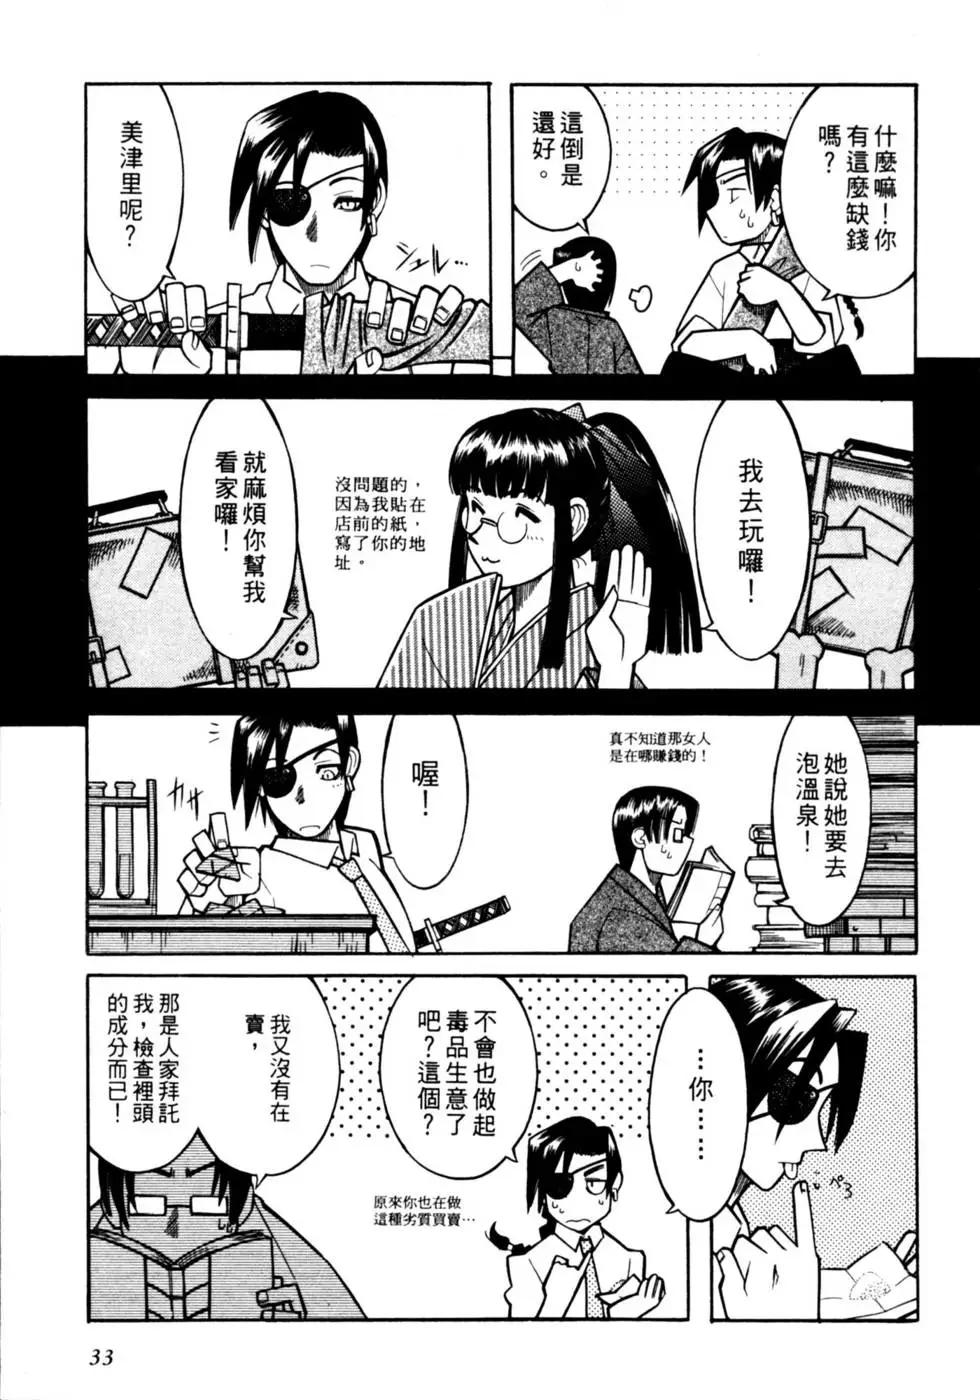 什麼嘛！你
有這麼缺錢
嗎？
這倒是
還好。
美津里呢？
我去玩囉！
沒問題的，
因為我貼在
店前的紙，
寫了你的地
址。
就麻煩你幫我
看家囉！
她說她要去
泡溫泉！
真不知道那女人
是在哪賺錢的！
喔！
……你……
不會也做起
毒品生意了
吧？這個？
原來你也在做
這種劣質買賣…
我又沒有在
賣，
那是人家拜託
我，檢查裡頭
的成分而已！
33